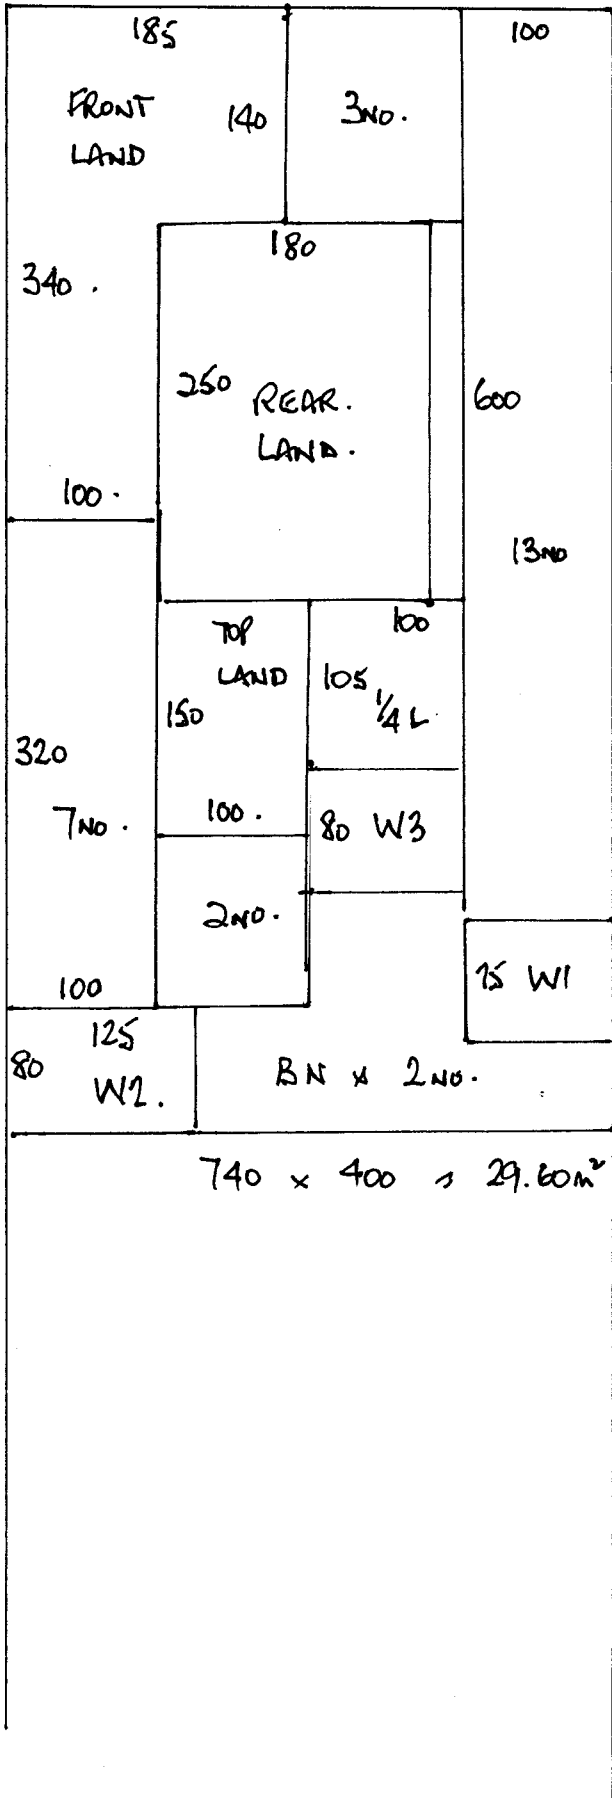 185
100
FRONT
LAND
140
3NO.
180
340 .
250
REAR.
LAND.
600
100 .
13NO
TOP
LAND
100
105
1/4 L
150
320
7NO .
100 .
80 W3
2NO.
75 W1
100
125
80
W2.
BN x 2NO.
740 x 400 = 29.60m²